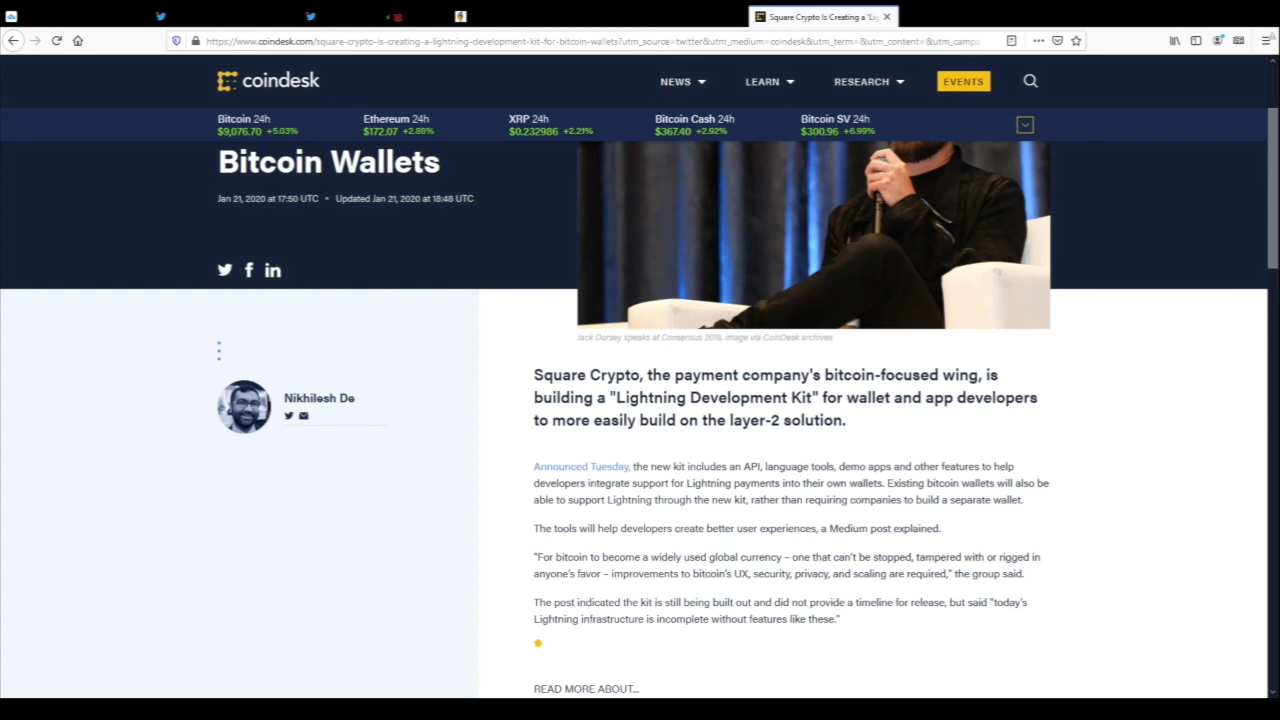 Square Crypto Is Creating a "Lig
https://www.coindesk.com/square-crypto-is-creating-a-lightning-development-kit-for-bitcoin-wallets?utm_source=twitter&utm_medium=coindesk&utm_term=&utm_content=&utm_campa
coindesk
NEWS LEARN RESEARCH EVENTS
Bitcoin 24h Ethereum 24h XRP 24h Bitcoin Cash 24h Bitcoin SV 24h
$9,076.70 +5.03% $172.07 +2.88% $0.232986 +2.21% $367.40 +2.92% $300.96 +6.99%
Bitcoin Wallets
Jan 21, 2020 at 17:50 UTC • Updated Jan 21, 2020 at 18:48 UTC
Jack Dorsey speaks at Consensus 2018, image via CoinDesk archives
Nikhilesh De
Square Crypto, the payment company's bitcoin-focused wing, is
building a "Lightning Development Kit" for wallet and app developers
to more easily build on the layer-2 solution.
Announced Tuesday, the new kit includes an API, language tools, demo apps and other features to help
developers integrate support for Lightning payments into their own wallets. Existing bitcoin wallets will also be
able to support Lightning through the new kit, rather than requiring companies to build a separate wallet.
The tools will help developers create better user experiences, a Medium post explained.
"For bitcoin to become a widely used global currency – one that can't be stopped, tampered with or rigged in
anyone's favor – improvements to bitcoin's UX, security, privacy, and scaling are required," the group said.
The post indicated the kit is still being built out and did not provide a timeline for release, but said "today's
Lightning infrastructure is incomplete without features like these."
READ MORE ABOUT...